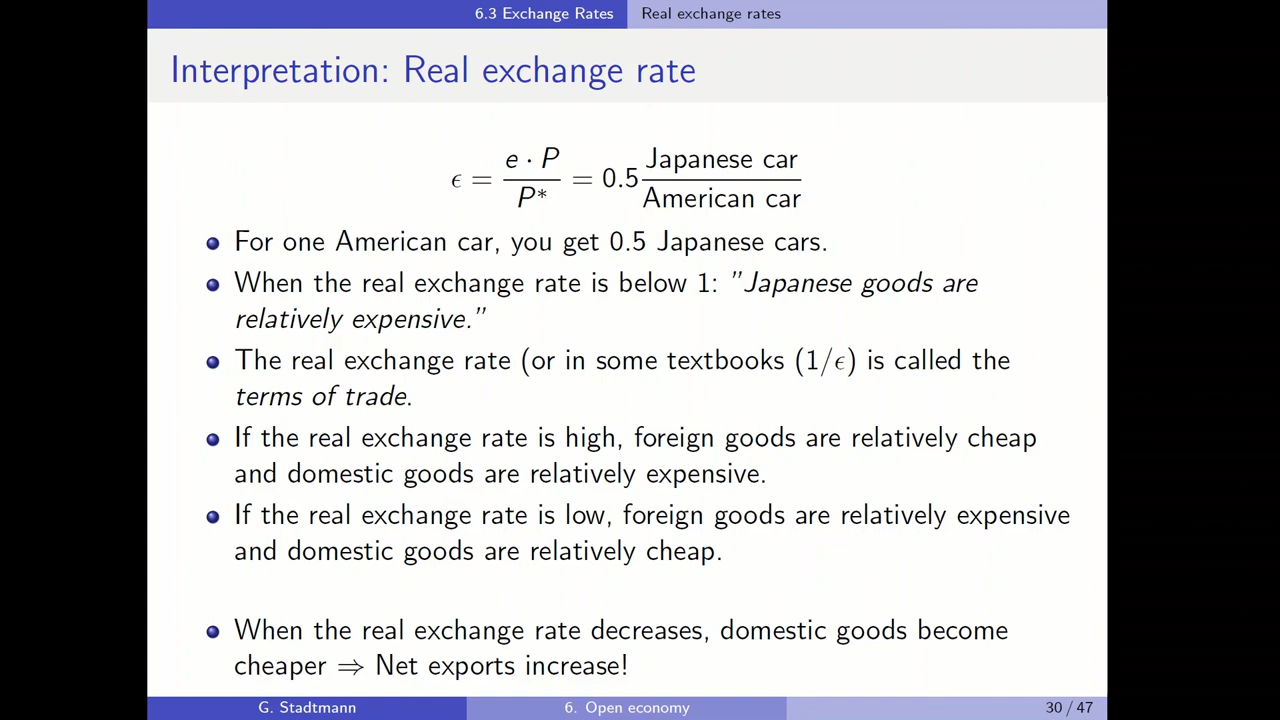 6.3 Exchange Rates Real exchange rates
Interpretation: Real exchange rate
ϵ = e · P / P* = 0.5 Japanese car / American car
For one American car, you get 0.5 Japanese cars.
When the real exchange rate is below 1: ”Japanese goods are
relatively expensive.”
The real exchange rate (or in some textbooks (1/ϵ) is called the
terms of trade.
If the real exchange rate is high, foreign goods are relatively cheap
and domestic goods are relatively expensive.
If the real exchange rate is low, foreign goods are relatively expensive
and domestic goods are relatively cheap.
When the real exchange rate decreases, domestic goods become
cheaper ⇒ Net exports increase!
G. Stadtmann 6. Open economy 30 / 47